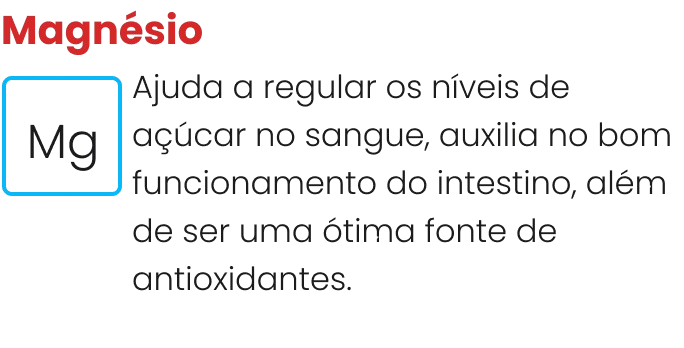 Magnésio
Mg
Ajuda a regular os níveis de
açúcar no sangue, auxilia no bom
funcionamento do intestino, além
de ser uma ótima fonte de
antioxidantes.